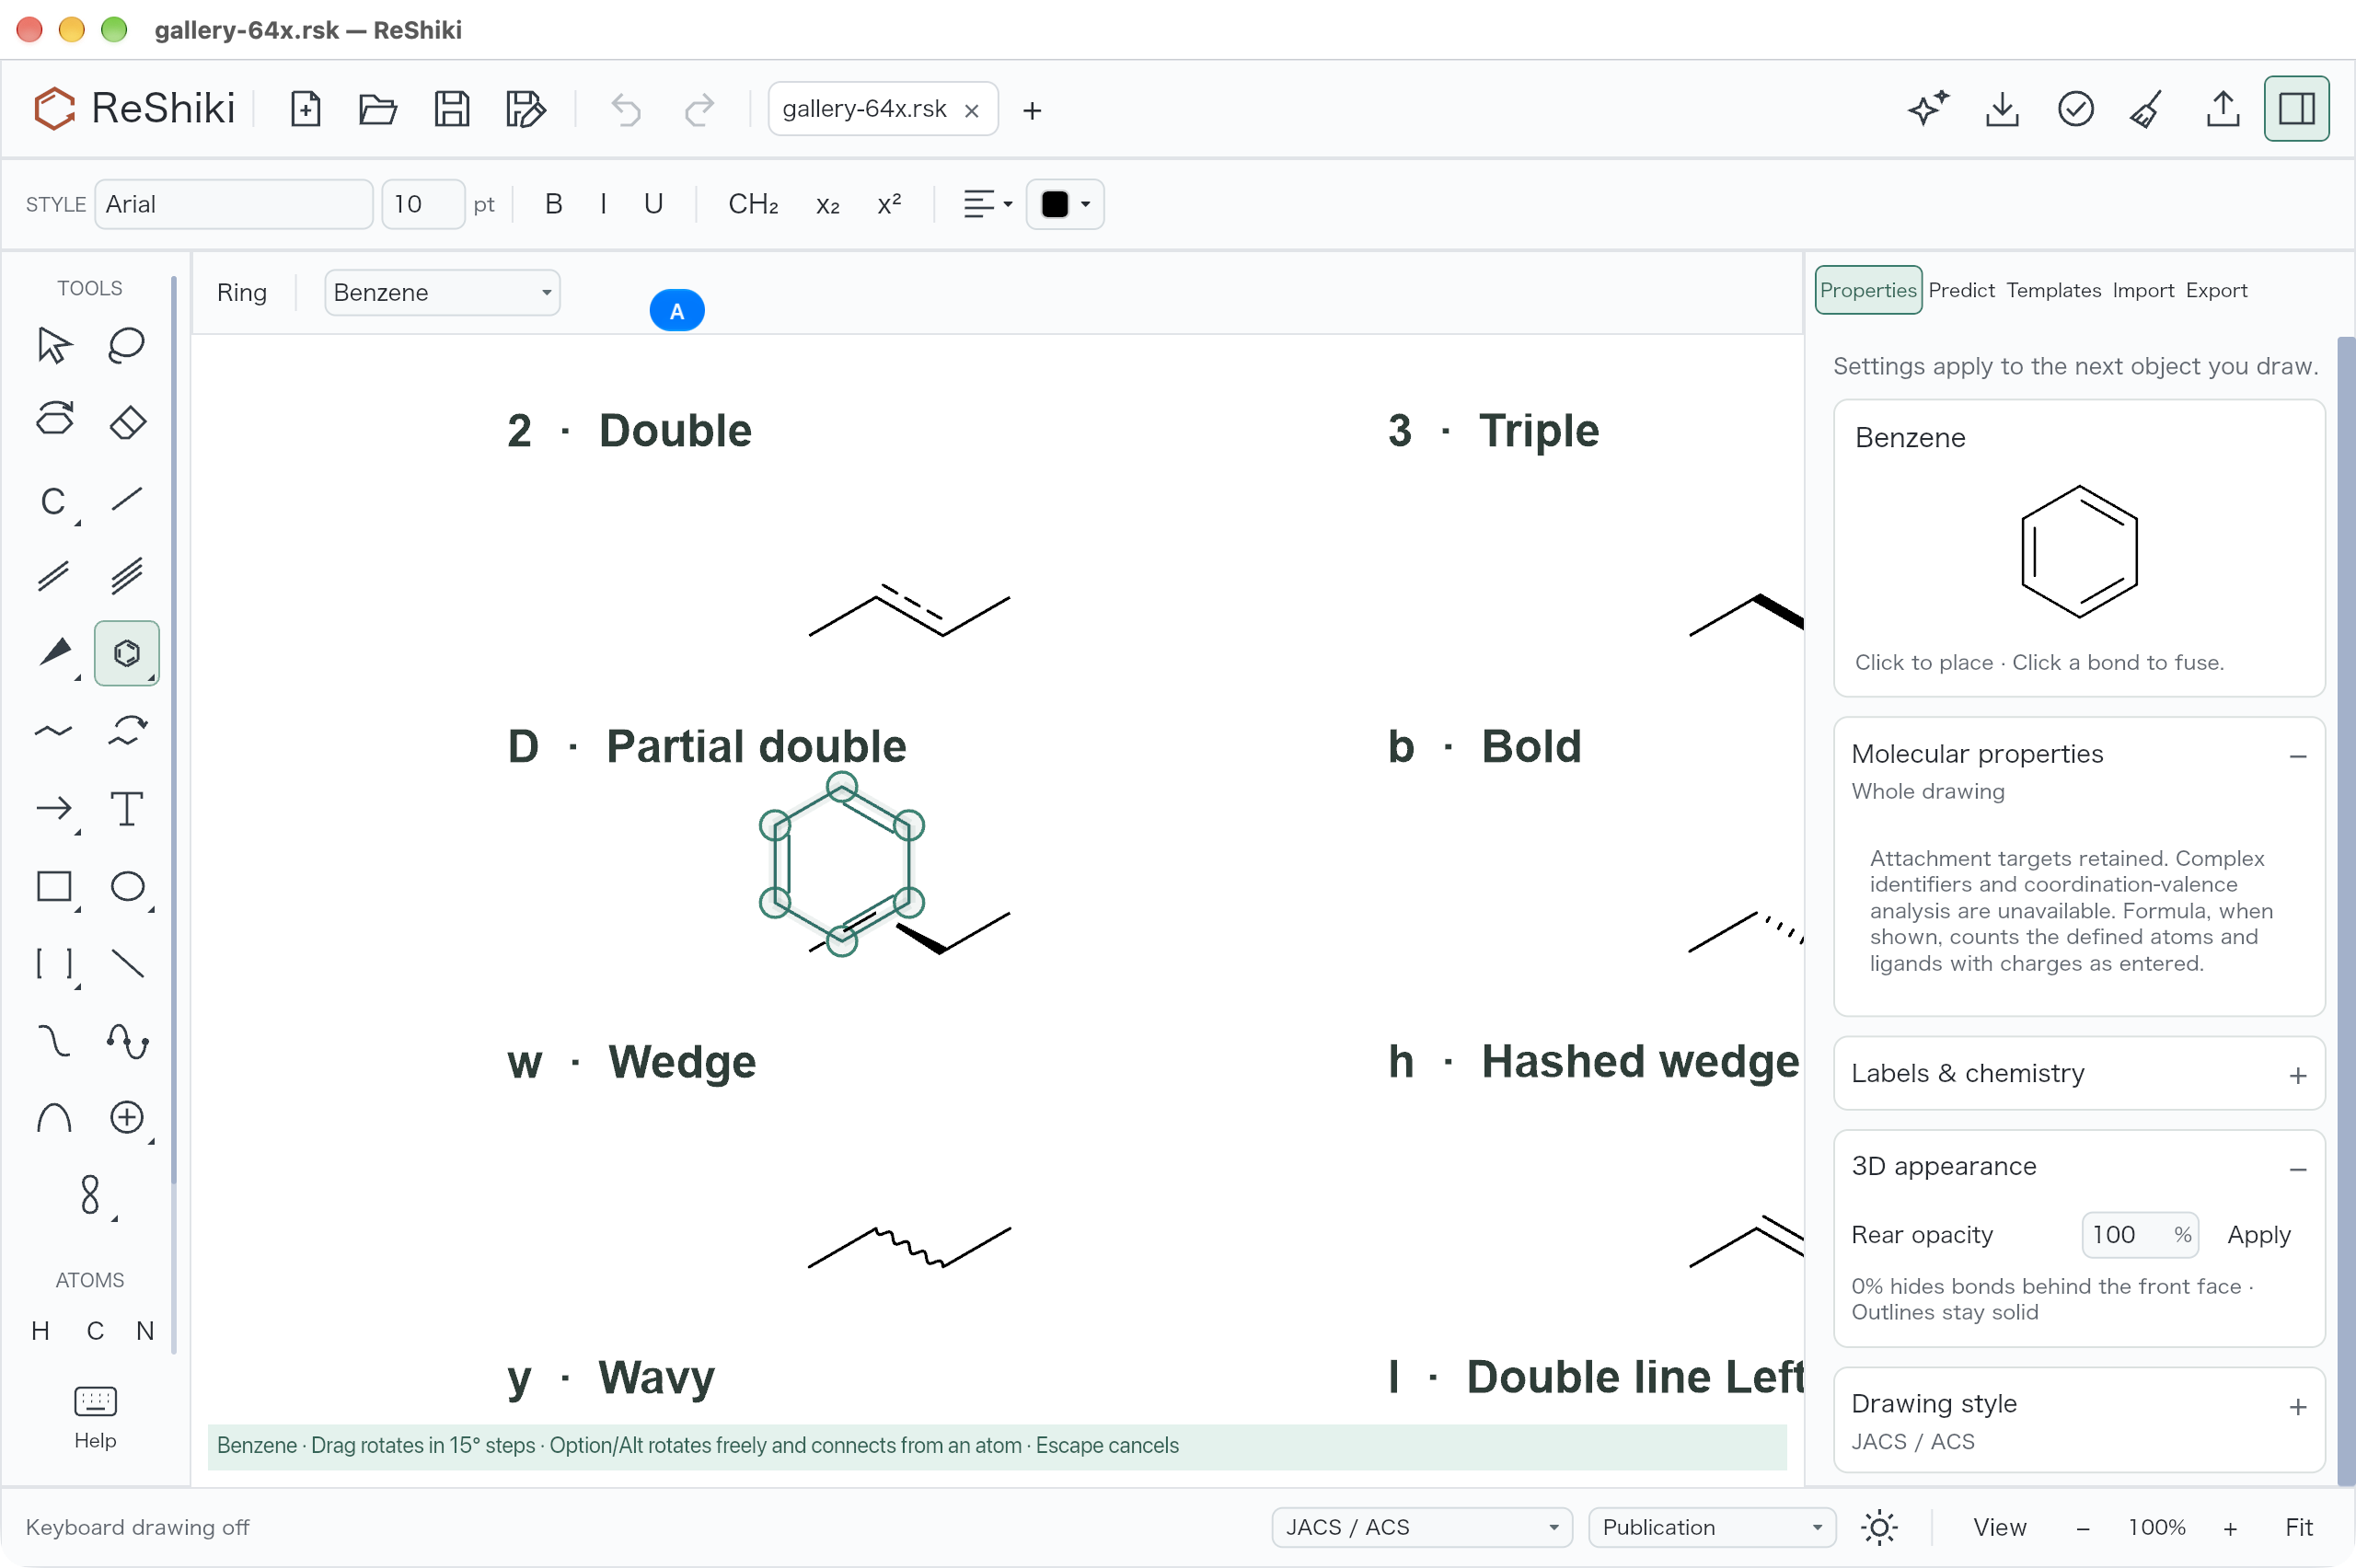 gallery-64x.rsk — ReShiki
ReShiki
gallery-64x.rsk × +
STYLE Arial 10 pt B I U CH₂ x₂ x²
TOOLS
Ring Benzene
A
Properties Predict Templates Import Export
Settings apply to the next object you draw.
2 · Double
3 · Triple
Benzene
C
Click to place · Click a bond to fuse.
D · Partial double
b · Bold
Molecular properties −
Whole drawing
T
Attachment targets retained. Complex
identifiers and coordination-valence
analysis are unavailable. Formula, when
shown, counts the defined atoms and
ligands with charges as entered.
[ ]
w · Wedge
h · Hashed wedge
Labels & chemistry +
3D appearance −
Rear opacity 100 % Apply
0% hides bonds behind the front face ·
Outlines stay solid
ATOMS
H C N
y · Wavy
l · Double line Left
Drawing style +
JACS / ACS
Help
Benzene · Drag rotates in 15° steps · Option/Alt rotates freely and connects from an atom · Escape cancels
Keyboard drawing off
JACS / ACS Publication View − 100% + Fit